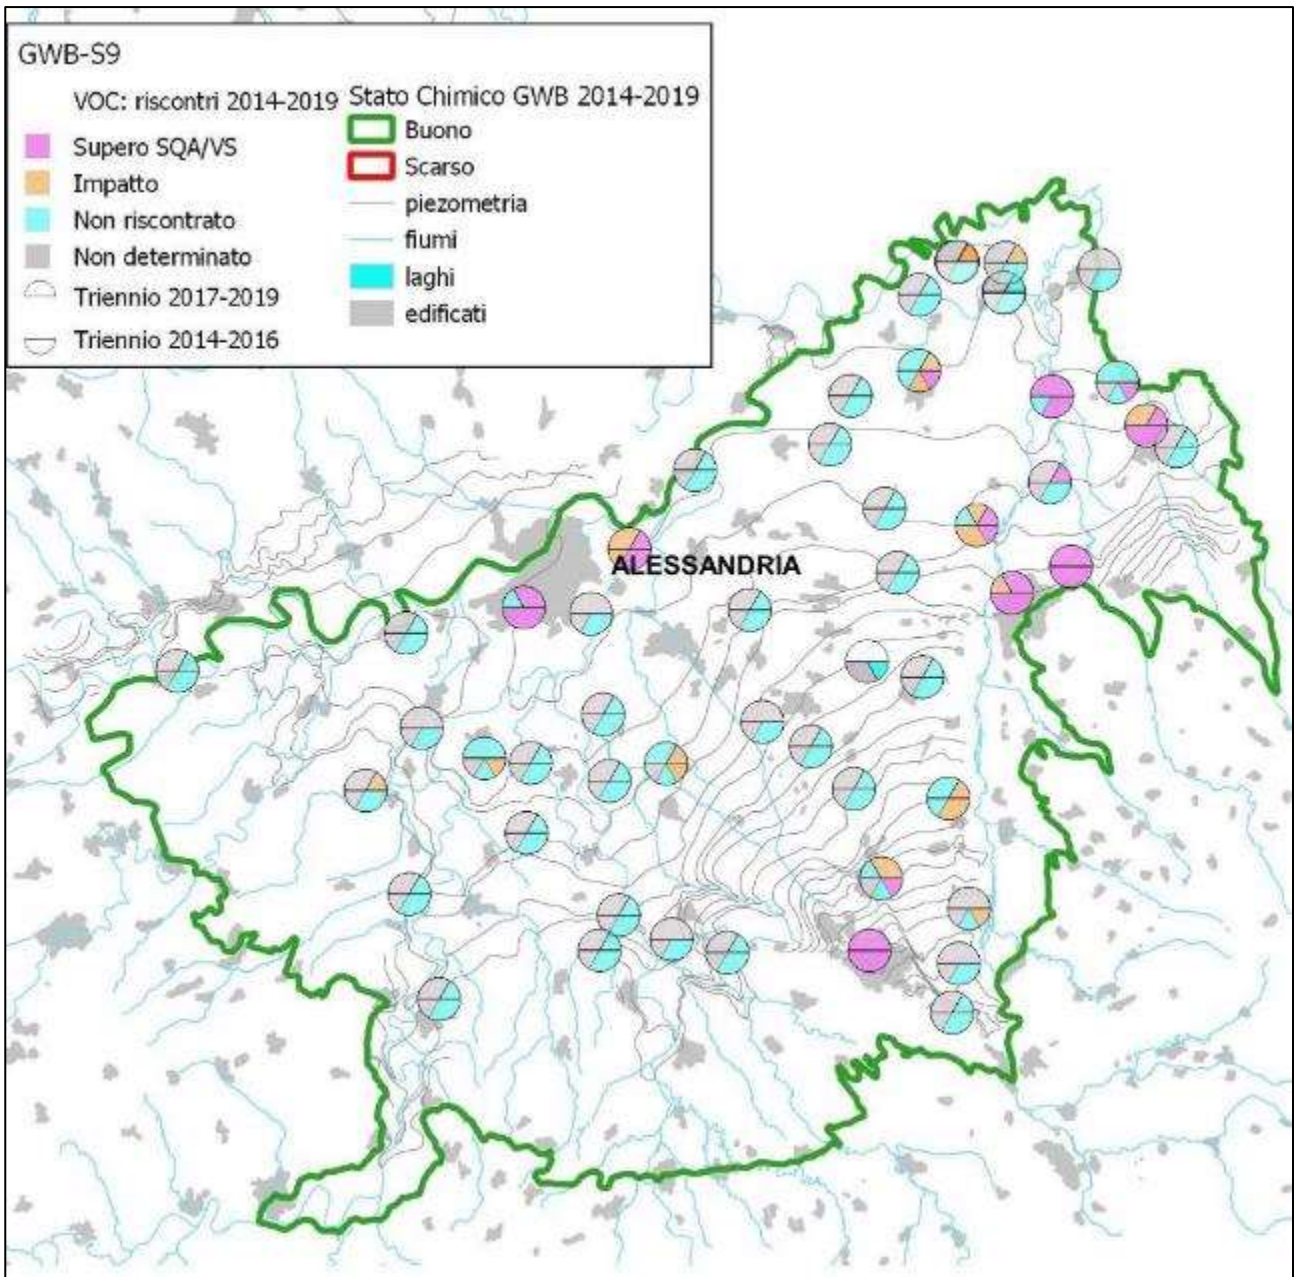 GWB-S9
VOC: riscontri 2014-2019
Supero SQA/VS
Impatto
Non riscontrato
Non determinato
Triennio 2017-2019
Triennio 2014-2016
Stato Chimico GWB 2014-2019
Buono
Scarso
piezometria
fiumi
laghi
edificati
ALESSANDRIA